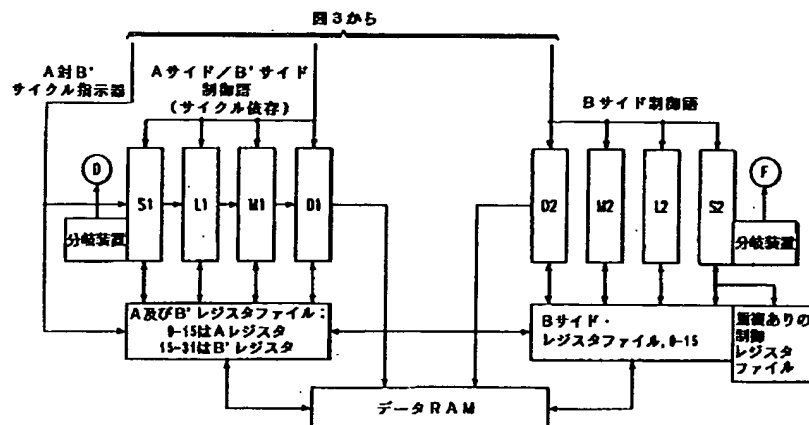 図3から
A対B'
サイクル指示器
Aサイド/B'サイド
制御語
(サイクル依存)
Bサイド制御語
D
S1
L1
M1
D1
D2
M2
L2
S2
F
分岐装置
分岐装置
A及びB'レジスタファイル;
0-15はAレジスタ
15-31はB'レジスタ
Bサイド・
レジスタファイル,0-15
重複ありの
制御
レジスタ
ファイル
データRAM